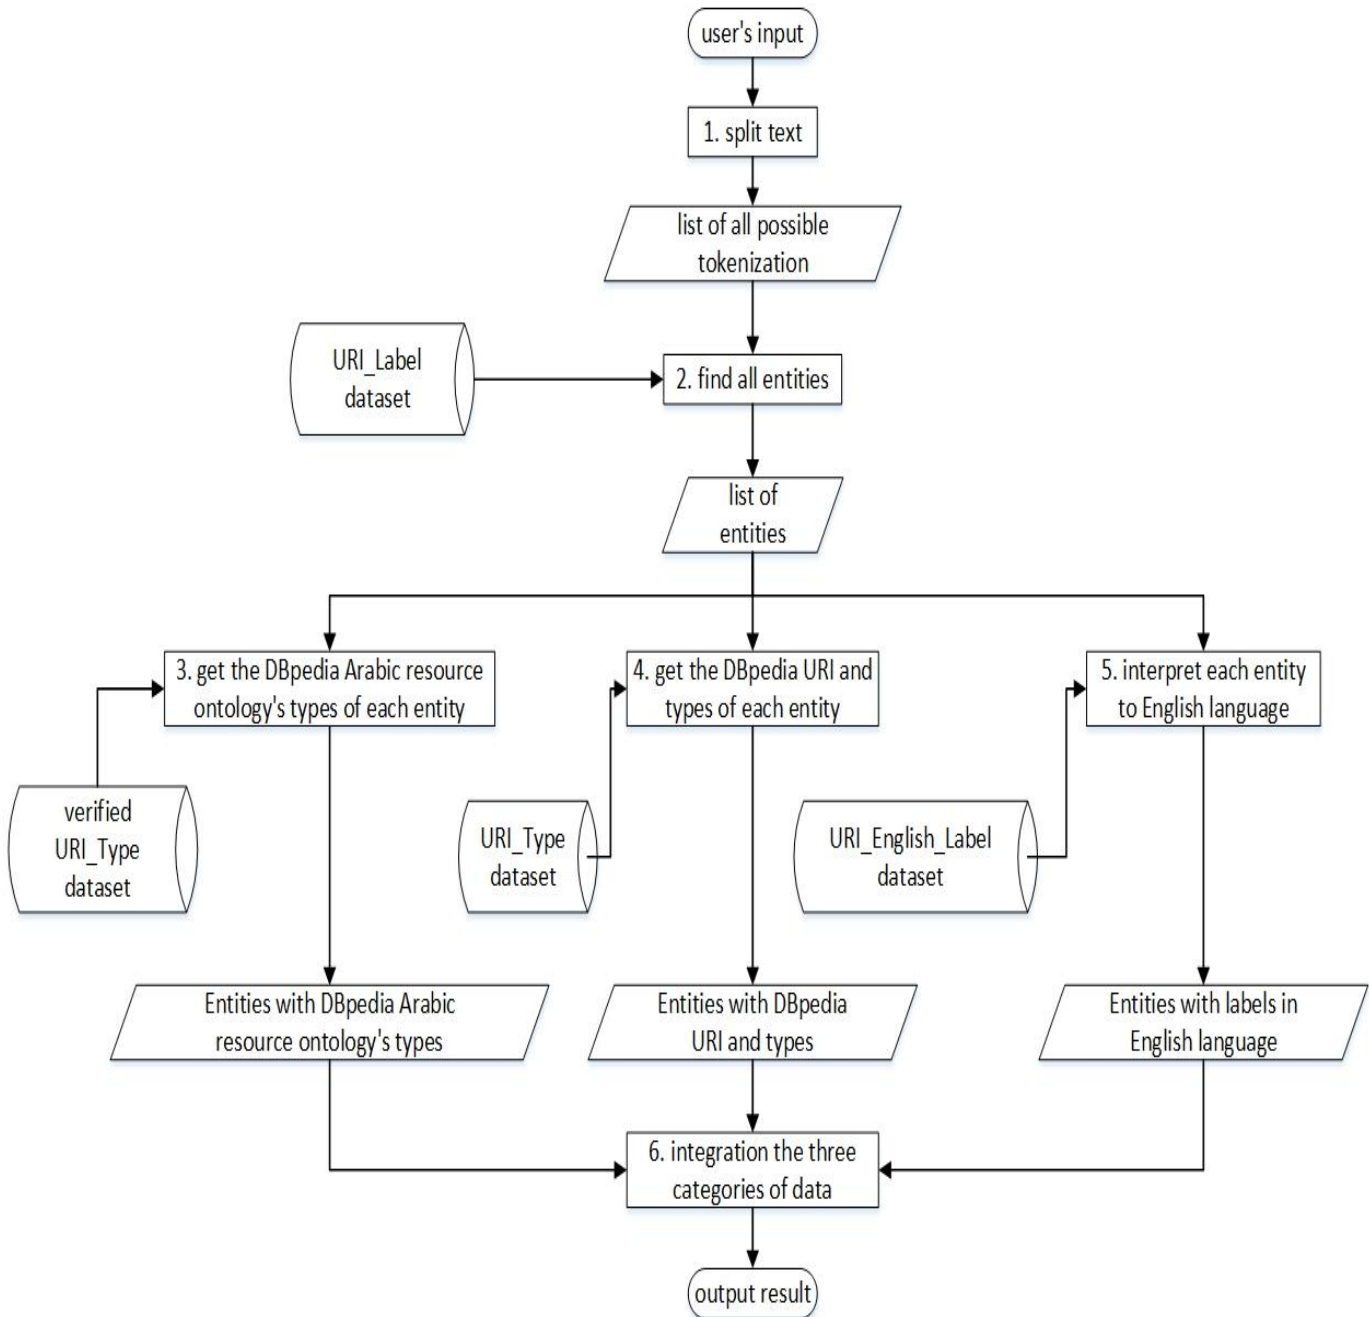 user's input
1. split text
list of all possible
tokenization
URI_Label
dataset
2. find all entities
list of
entities
3. get the DBpedia Arabic resource
ontology's types of each entity
4. get the DBpedia URI and
types of each entity
5. interpret each entity
to English language
verified
URI_Type
dataset
URI_Type
dataset
URI_English_Label
dataset
Entities with DBpedia Arabic
resource ontology's types
Entities with DBpedia
URI and types
Entities with labels in
English language
6. integration the three
categories of data
output result